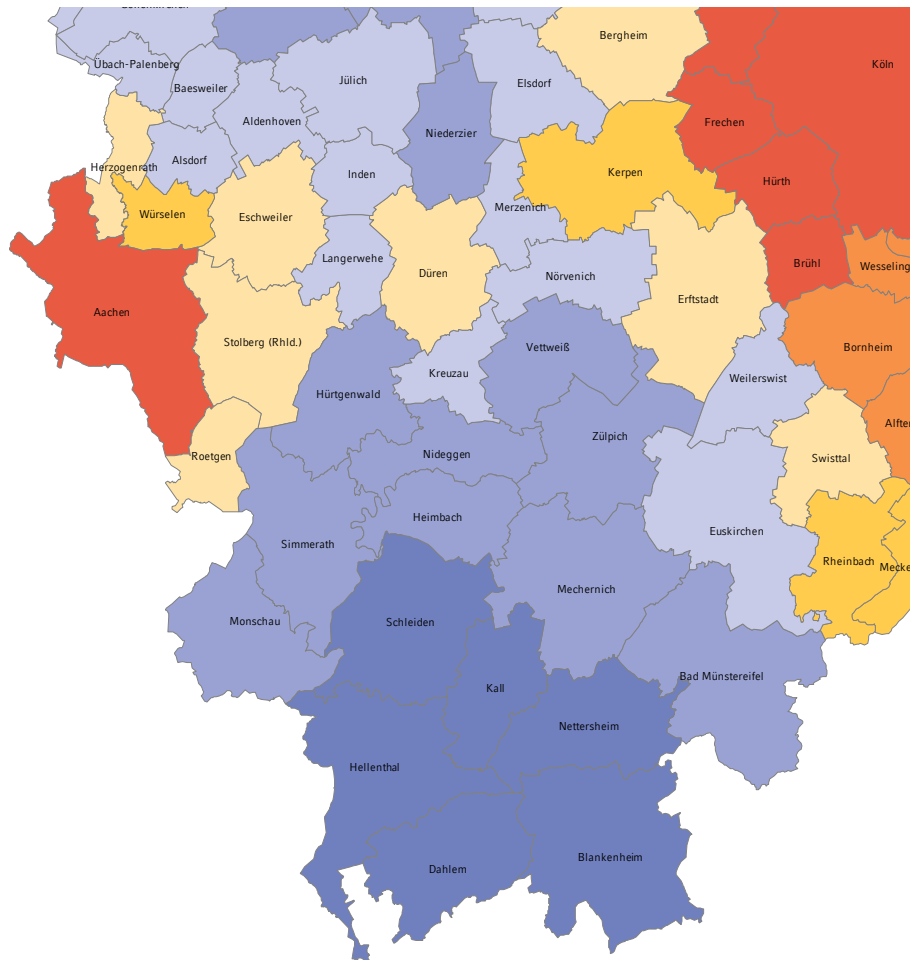 Bergheim
Köln
Übach-Palenberg
Baesweiler
Jülich
Elsdorf
Aldenhoven
Niederzier
Frechen
Herzogenrath
Alsdorf
Inden
Kerpen
Hürth
Würselen
Eschweiler
Merzenich
Langerwehe
Düren
Nörvenich
Brühl
Wesseling
Aachen
Erftstadt
Stolberg (Rhld.)
Vettweiß
Bornheim
Kreuzau
Weilerswist
Hürtgenwald
Zülpich
Alfter
Roetgen
Nideggen
Swisttal
Heimbach
Simmerath
Euskirchen
Rheinbach
Mecke
Mechernich
Monschau
Schleiden
Bad Münstereifel
Kall
Nettersheim
Hellenthal
Blankenheim
Dahlem